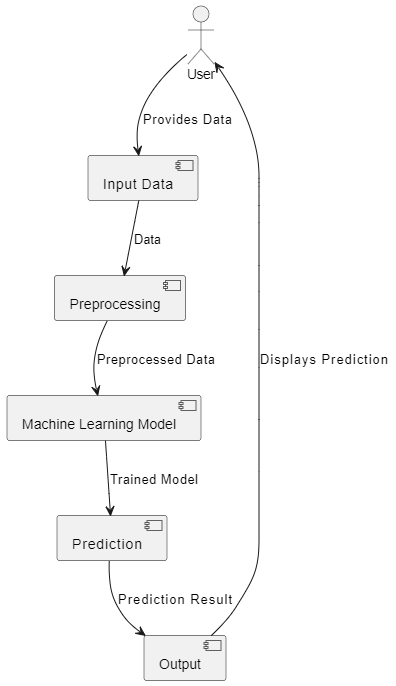 User
Provides Data
Input Data
Data
Preprocessing
Preprocessed Data
Displays Prediction
Machine Learning Model
Trained Model
Prediction
Prediction Result
Output